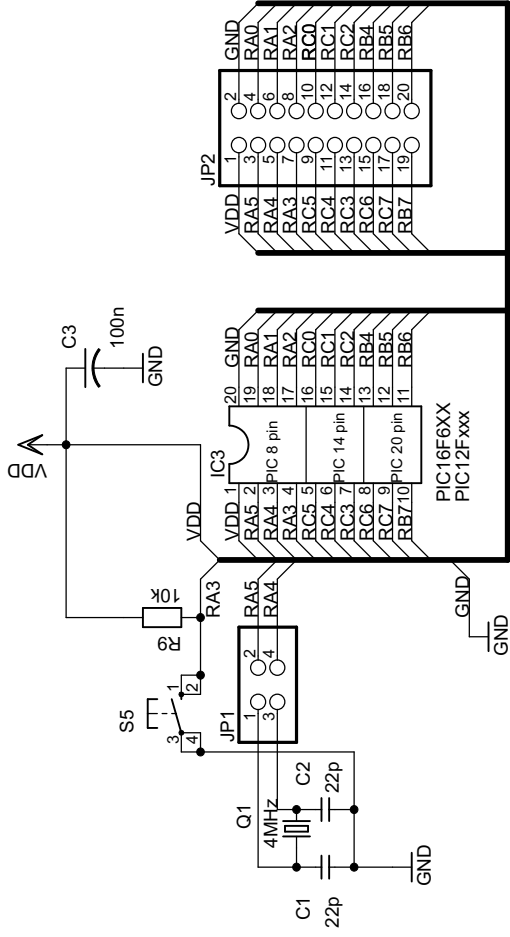 JP2
VDD 1 2 GND
RA5 3 4 RA0
RA4 5 6 RA1
RA3 7 8 RA2
RC5 9 10 RC0
RC4 11 12 RC1
RC3 13 14 RC2
RC6 15 16 RB4
RC7 17 18 RB5
RB7 19 20 RB6
VDD
C3
100n
GND
VDD
R9
10k
RA3
S5
1
2
3
4
IC3
VDD 1 20 GND
RA5 2 19 RA0
RA4 3 PIC 8 pin 18 RA1
RA3 4 17 RA2
RC5 5 16 RC0
RC4 6 PIC 14 pin 15 RC1
RC3 7 14 RC2
RC6 8 13 RB4
RC7 9 PIC 20 pin 12 RB5
RB7 10 11 RB6
PIC16F6XX
PIC12Fxxx
GND
GND
JP1
1 2 RA5
3 4 RA4
Q1
4MHz
C1
22p
C2
22p
GND